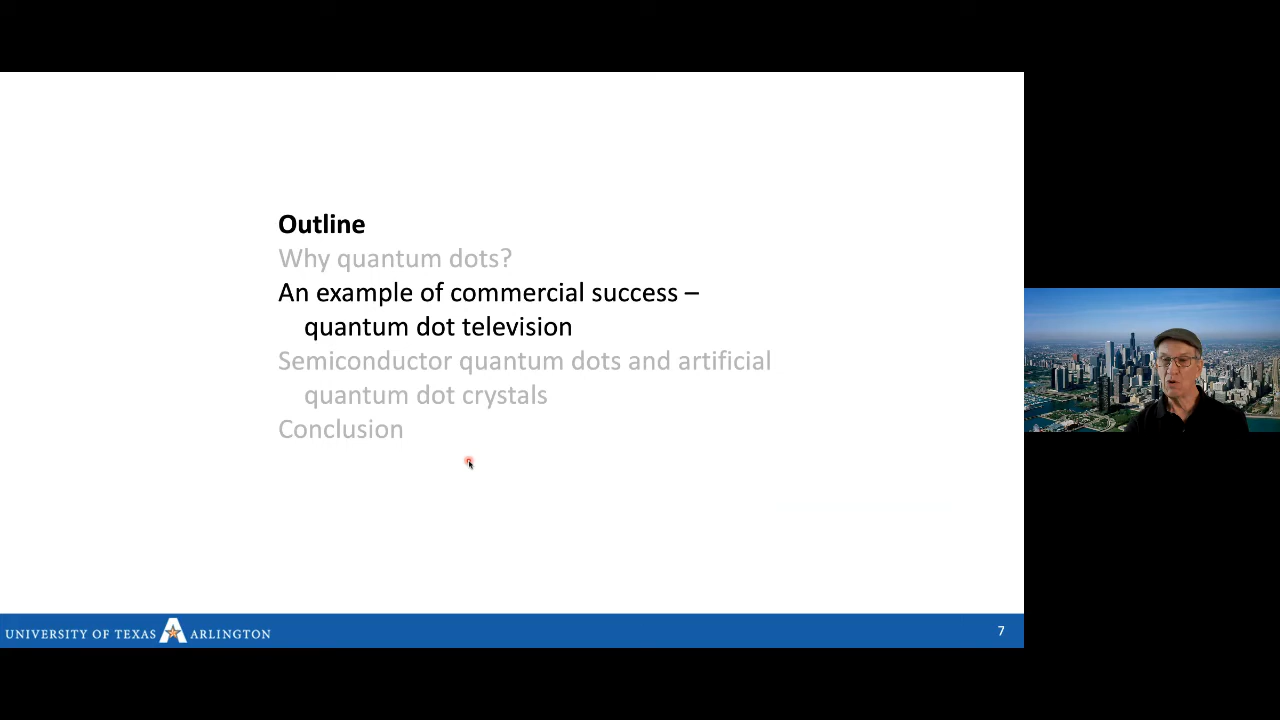 Outline
Why quantum dots?
An example of commercial success –
quantum dot television
Semiconductor quantum dots and artificial
quantum dot crystals
Conclusion
UNIVERSITY OF TEXAS ARLINGTON
7